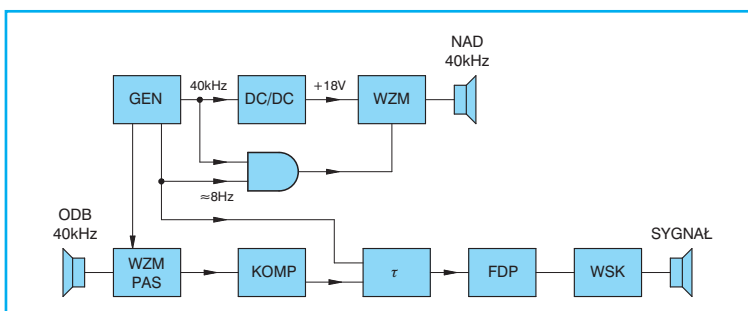 NAD
40kHz
GEN
40kHz
DC/DC
+18V
WZM
≈8Hz
ODB
40kHz
WZM
PAS
KOMP
τ
FDP
WSK
SYGNAŁ